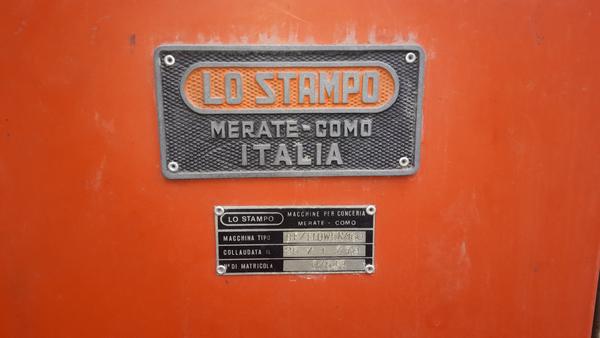 LO STAMPO
MERATE-COMO
ITALIA
LO STAMPO
MACCHINE PER CONCERIA
MERATE - COMO
MACCHINA TIPO
COLLAUDATA IL
N° DI MATRICOLA